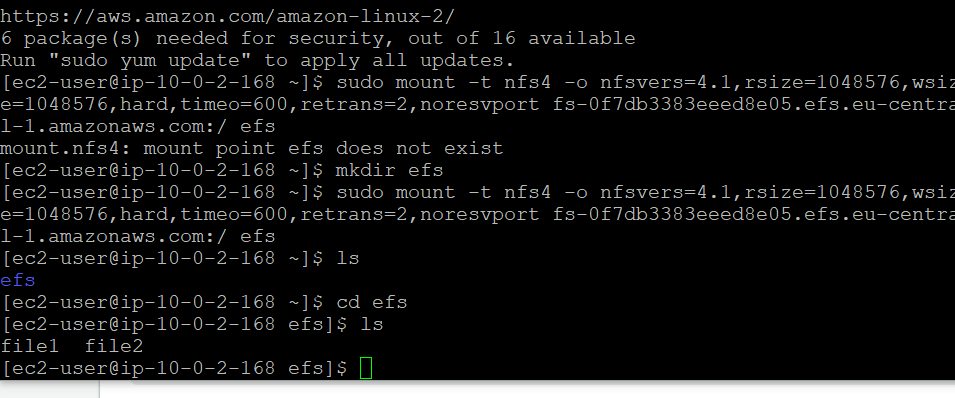 https://aws.amazon.com/amazon-linux-2/
6 package(s) needed for security, out of 16 available
Run "sudo yum update" to apply all updates.
[ec2-user@ip-10-0-2-168 ~]$ sudo mount -t nfs4 -o nfsvers=4.1,rsize=1048576,wsiz
e=1048576,hard,timeo=600,retrans=2,noresvport fs-0f7db3383eeed8e05.efs.eu-centra
l-1.amazonaws.com:/ efs
mount.nfs4: mount point efs does not exist
[ec2-user@ip-10-0-2-168 ~]$ mkdir efs
[ec2-user@ip-10-0-2-168 ~]$ sudo mount -t nfs4 -o nfsvers=4.1,rsize=1048576,wsiz
e=1048576,hard,timeo=600,retrans=2,noresvport fs-0f7db3383eeed8e05.efs.eu-centra
l-1.amazonaws.com:/ efs
[ec2-user@ip-10-0-2-168 ~]$ ls
efs
[ec2-user@ip-10-0-2-168 ~]$ cd efs
[ec2-user@ip-10-0-2-168 efs]$ ls
file1  file2
[ec2-user@ip-10-0-2-168 efs]$